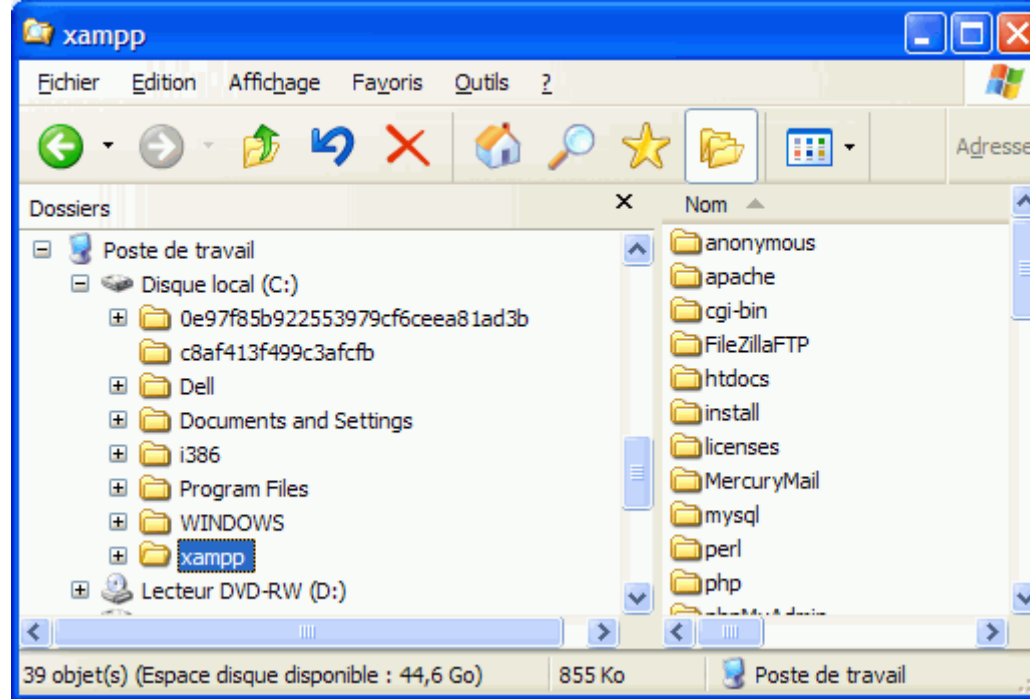 xampp
Fichier Edition Affichage Favoris Outils ?
Adresse
Dossiers
Nom
Poste de travail
Disque local (C:)
0e97f85b922553979cf6ceea81ad3b
c8af413f499c3afcfb
Dell
Documents and Settings
i386
Program Files
WINDOWS
xampp
Lecteur DVD-RW (D:)
anonymous
apache
cgi-bin
FileZillaFTP
htdocs
install
licenses
MercuryMail
mysql
perl
php
phpMyAdmin
39 objet(s) (Espace disque disponible : 44,6 Go) 855 Ko Poste de travail